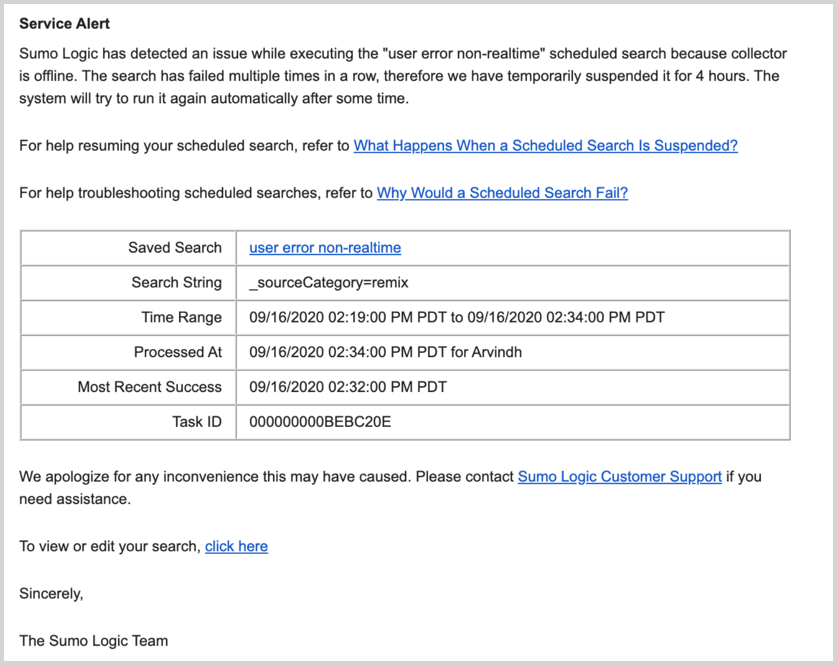 Service Alert
Sumo Logic has detected an issue while executing the "user error non-realtime" scheduled search because collector
is offline. The search has failed multiple times in a row, therefore we have temporarily suspended it for 4 hours. The
system will try to run it again automatically after some time.
For help resuming your scheduled search, refer to What Happens When a Scheduled Search Is Suspended?
For help troubleshooting scheduled searches, refer to Why Would a Scheduled Search Fail?
Saved Search user error non-realtime
Search String _sourceCategory=remix
Time Range 09/16/2020 02:19:00 PM PDT to 09/16/2020 02:34:00 PM PDT
Processed At 09/16/2020 02:34:00 PM PDT for Arvindh
Most Recent Success 09/16/2020 02:32:00 PM PDT
Task ID 000000000BEBC20E
We apologize for any inconvenience this may have caused. Please contact Sumo Logic Customer Support if you
need assistance.
To view or edit your search, click here
Sincerely,
The Sumo Logic Team